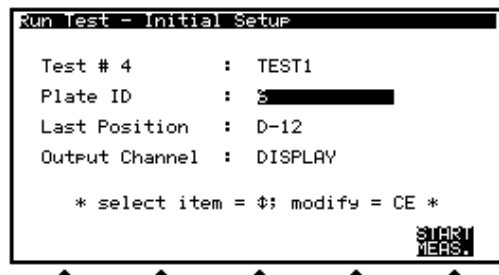 Run Test - Initial Setup
Test # 4 : TEST1
Plate ID :
Last Position : D-12
Output Channel : DISPLAY
* select item = ↕; modify = CE *
START
MEAS.